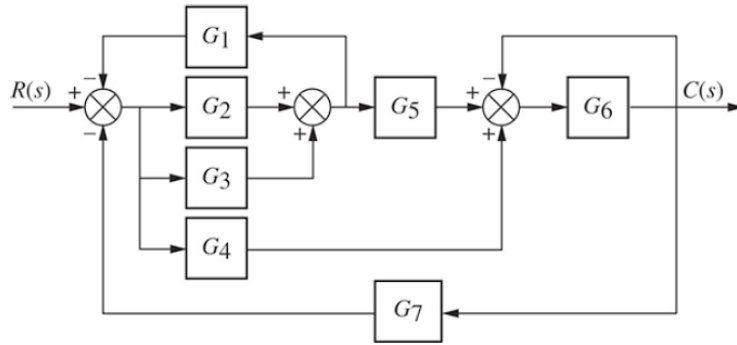 G1
R(s) + − − G2 + + G5 + − + G6 C(s)
G3
G4
G7